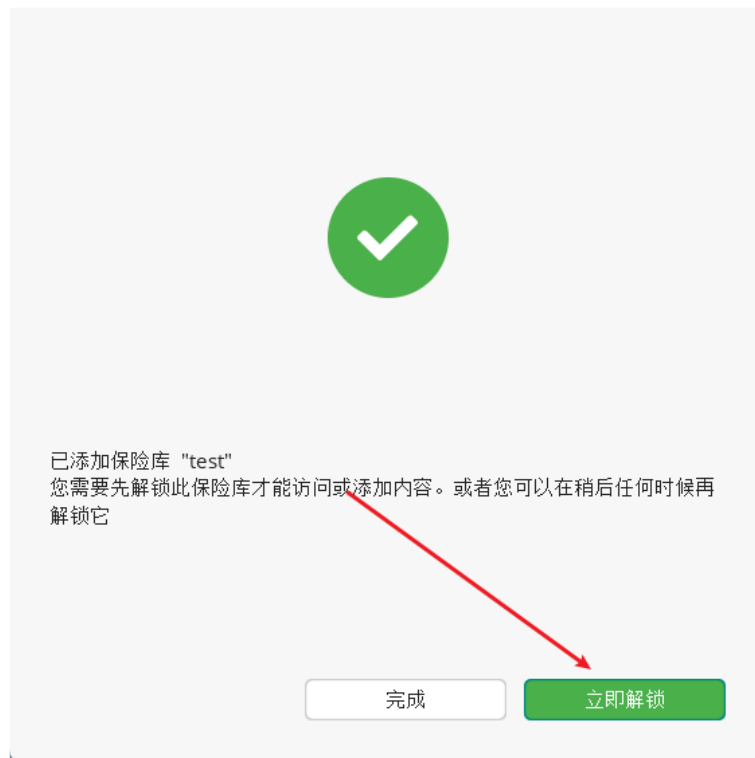 已添加保险库 "test"
您需要先解锁此保险库才能访问或添加内容。或者您可以在稍后任何时候再
解锁它
完成
立即解锁